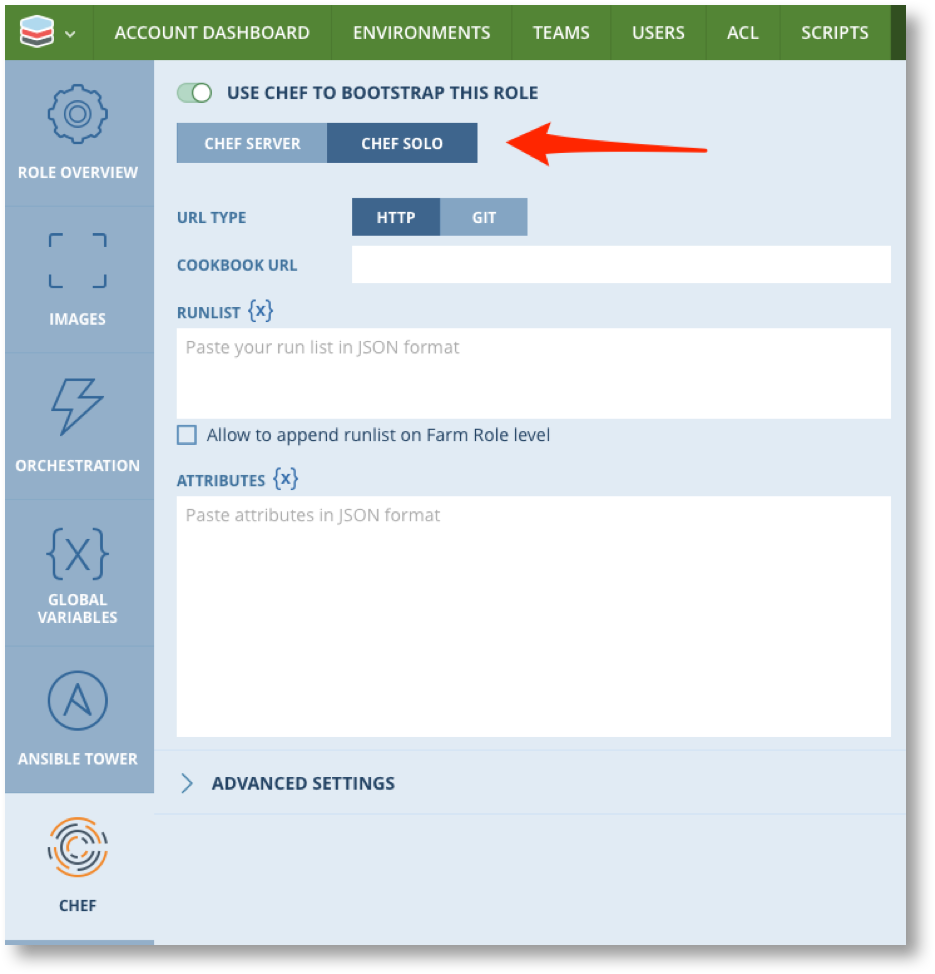 ACCOUNT DASHBOARD ENVIRONMENTS TEAMS USERS ACL SCRIPTS
ROLE OVERVIEW
IMAGES
ORCHESTRATION
{X}
GLOBAL
VARIABLES
ANSIBLE TOWER
CHEF
USE CHEF TO BOOTSTRAP THIS ROLE
CHEF SERVER CHEF SOLO
URL TYPE HTTP GIT
COOKBOOK URL
RUNLIST {x}
Paste your run list in JSON format
Allow to append runlist on Farm Role level
ATTRIBUTES {x}
Paste attributes in JSON format
ADVANCED SETTINGS